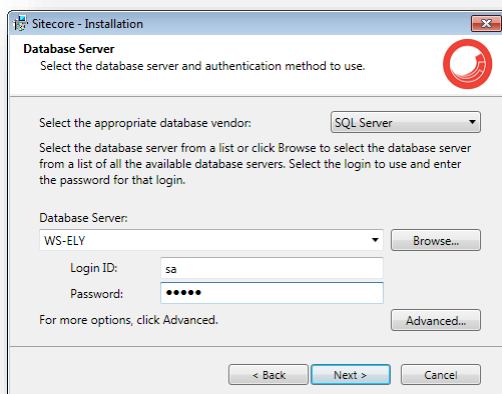 Sitecore - Installation
Database Server
Select the database server and authentication method to use.
Select the appropriate database vendor: SQL Server
Select the database server from a list or click Browse to select the database server
from a list of all the available database servers. Select the login to use and enter
the password for that login.
Database Server:
WS-ELY Browse...
Login ID: sa
Password: •••••
For more options, click Advanced. Advanced...
< Back Next > Cancel